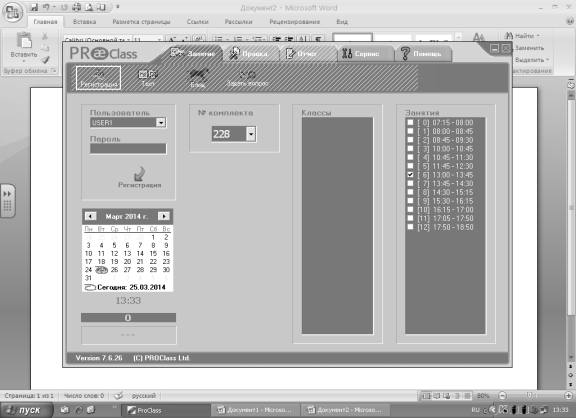 Документ2 - Microsoft Word
Главная Вставка Разметка страницы Ссылки Рассылки Рецензирование Вид
Вставить
Буфер обмена
Найти
Заменить
Выделить
PROClass
Занятие Правка Отчет Сервис Помощь
Регистрация Тест Блиц Задать вопрос
Пользователь
USER1
Пароль
Регистрация
№ комплекта
228
Классы
Занятия
[ 0] 07:15 - 08:00
[ 1] 08:00 - 08:45
[ 2] 08:45 - 09:30
[ 3] 10:00 - 10:45
[ 4] 10:45 - 11:30
[ 5] 11:45 - 12:30
[ 6] 13:00 - 13:45
[ 7] 13:45 - 14:30
[ 8] 14:30 - 15:15
[ 9] 15:30 - 16:15
[10] 16:15 - 17:00
[11] 17:05 - 17:50
[12] 17:50 - 18:50
Март 2014 г.
Пн Вт Ср Чт Пт Сб Вс
1 2
3 4 5 6 7 8 9
10 11 12 13 14 15 16
17 18 19 20 21 22 23
24 25 26 27 28 29 30
31
Сегодня: 25.03.2014
13:33
0
---
Version 7.6.26 (C) PROClass Ltd.
Страница: 1 из 1 Число слов: 0 русский 80%
пуск ProClass Документ1 - Microso... Документ2 - Microso... RU 13:33